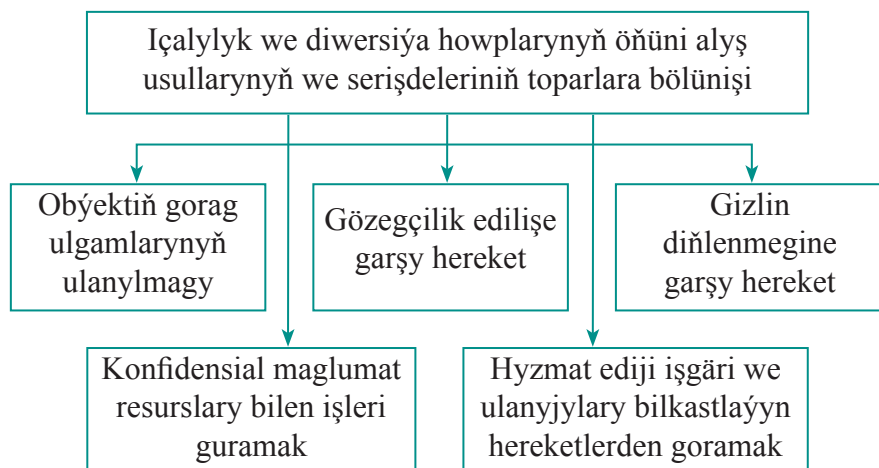 Içalylyk we diwersiýa howplarynyň öňüni alyş
usullarynyň we serişdeleriniň toparlara bölünişi
Obýektiň gorag
ulgamlarynyň
ulanylmagy
Gözegçilik edilişe
garşy hereket
Gizlin
diňlenmegine
garşy hereket
Konfidensial maglumat
resurslary bilen işleri
guramak
Hyzmat ediji işgäri we
ulanyjylary bilkastlaýyn
hereketlerden goramak